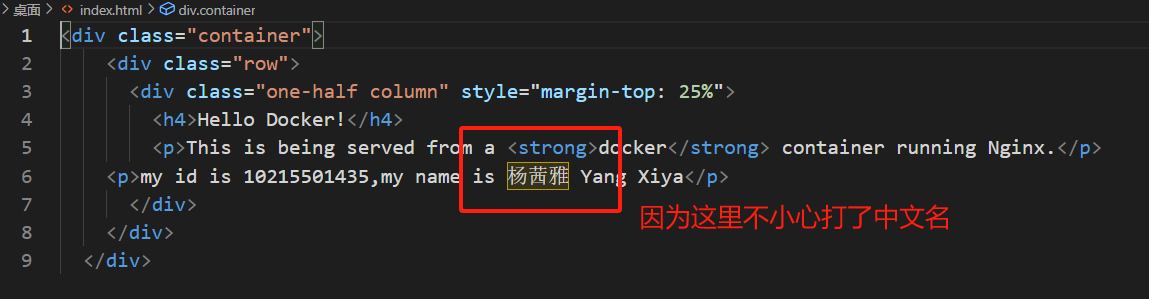 桌面 > index.html > div.container
1 <div class="container">
2 <div class="row">
3 <div class="one-half column" style="margin-top: 25%">
4 <h4>Hello Docker!</h4>
5 <p>This is being served from a <strong>docker</strong> container running Nginx.</p>
6 <p>my id is 10215501435,my name is 杨茜雅 Yang Xiya</p>
7 </div>
因为这里不小心打了中文名
8 </div>
9 </div>